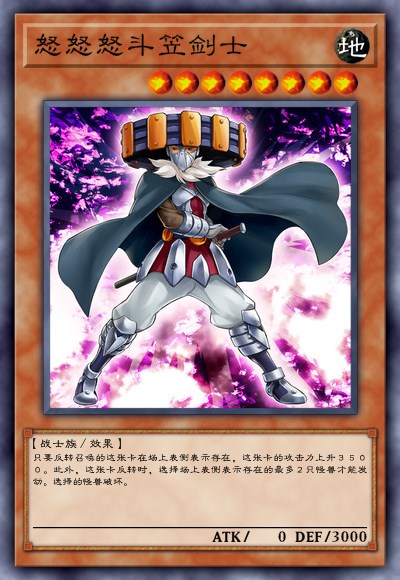 怒怒怒斗笠剑士
地
【战士族／效果】
只要反转召唤的这张卡在场上表侧表示存在，这张卡的攻击力上升３５０
０。此外，这张卡反转时，选择场上表侧表示存在的最多２只怪兽才能发
动。选择的怪兽破坏。
ATK/ 0 DEF/3000